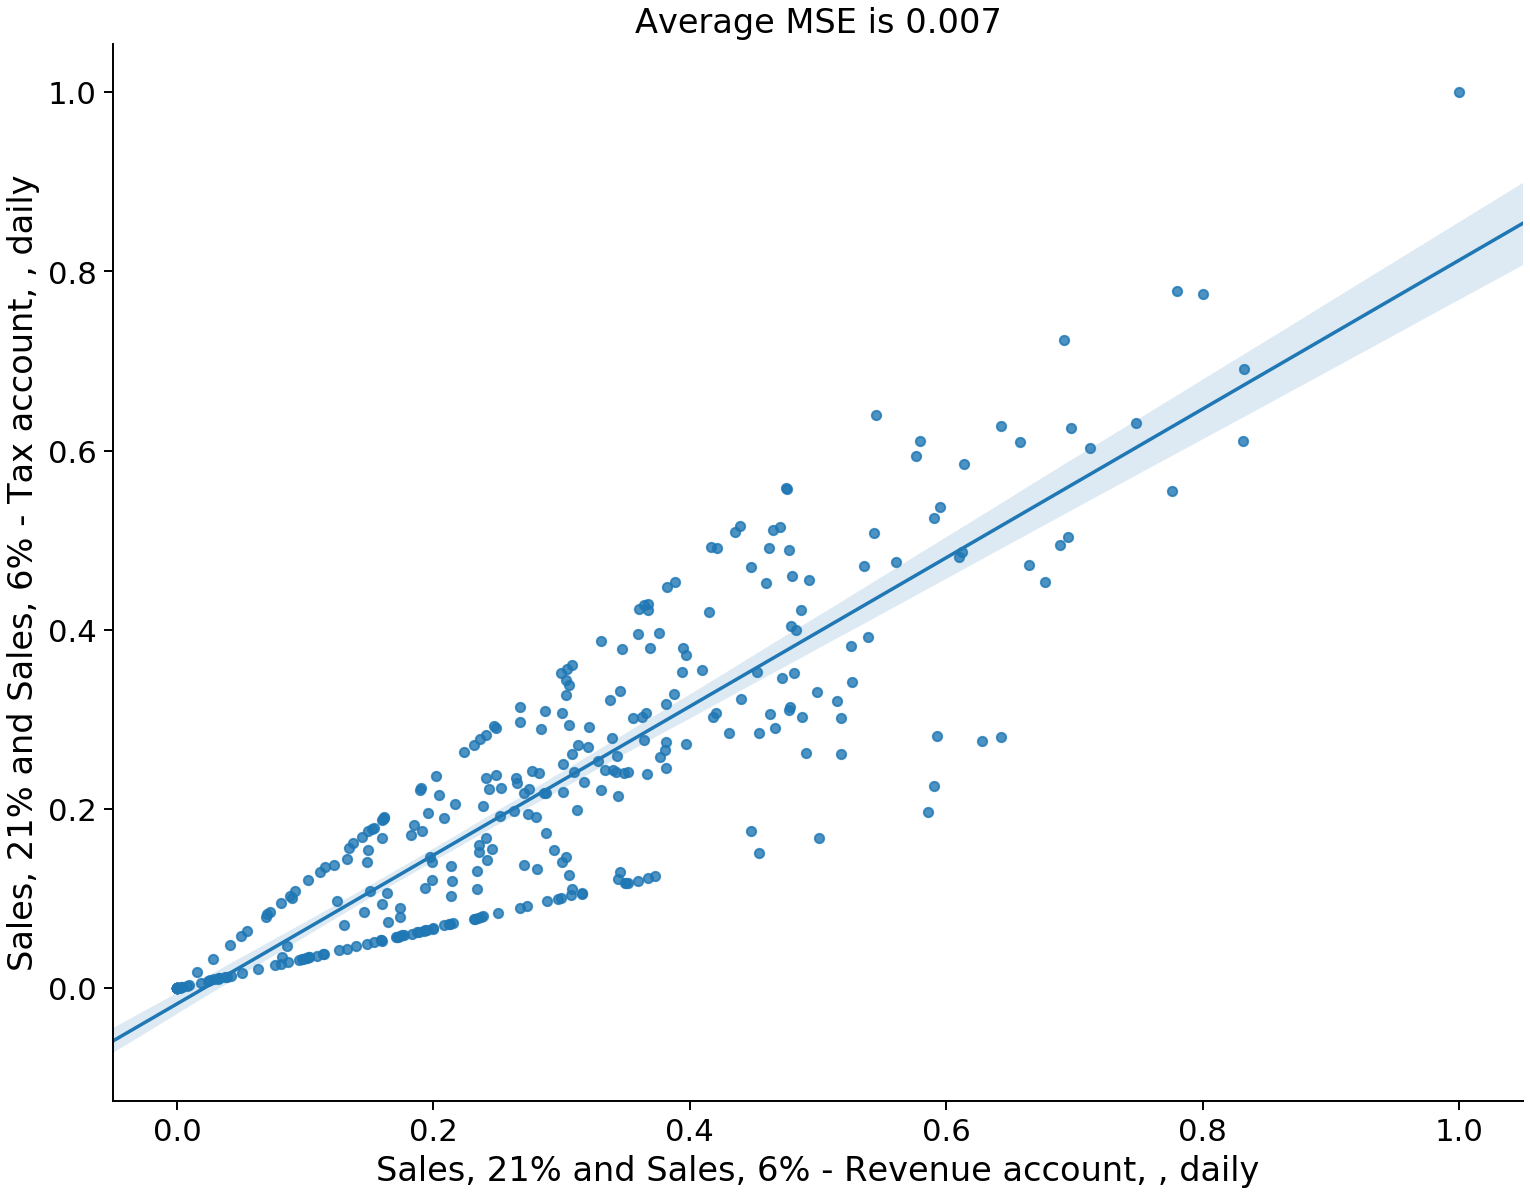 Average MSE is 0.007
Sales, 21% and Sales, 6% - Tax account, , daily
1.0
0.8
0.6
0.4
0.2
0.0
0.0 0.2 0.4 0.6 0.8 1.0
Sales, 21% and Sales, 6% - Revenue account, , daily